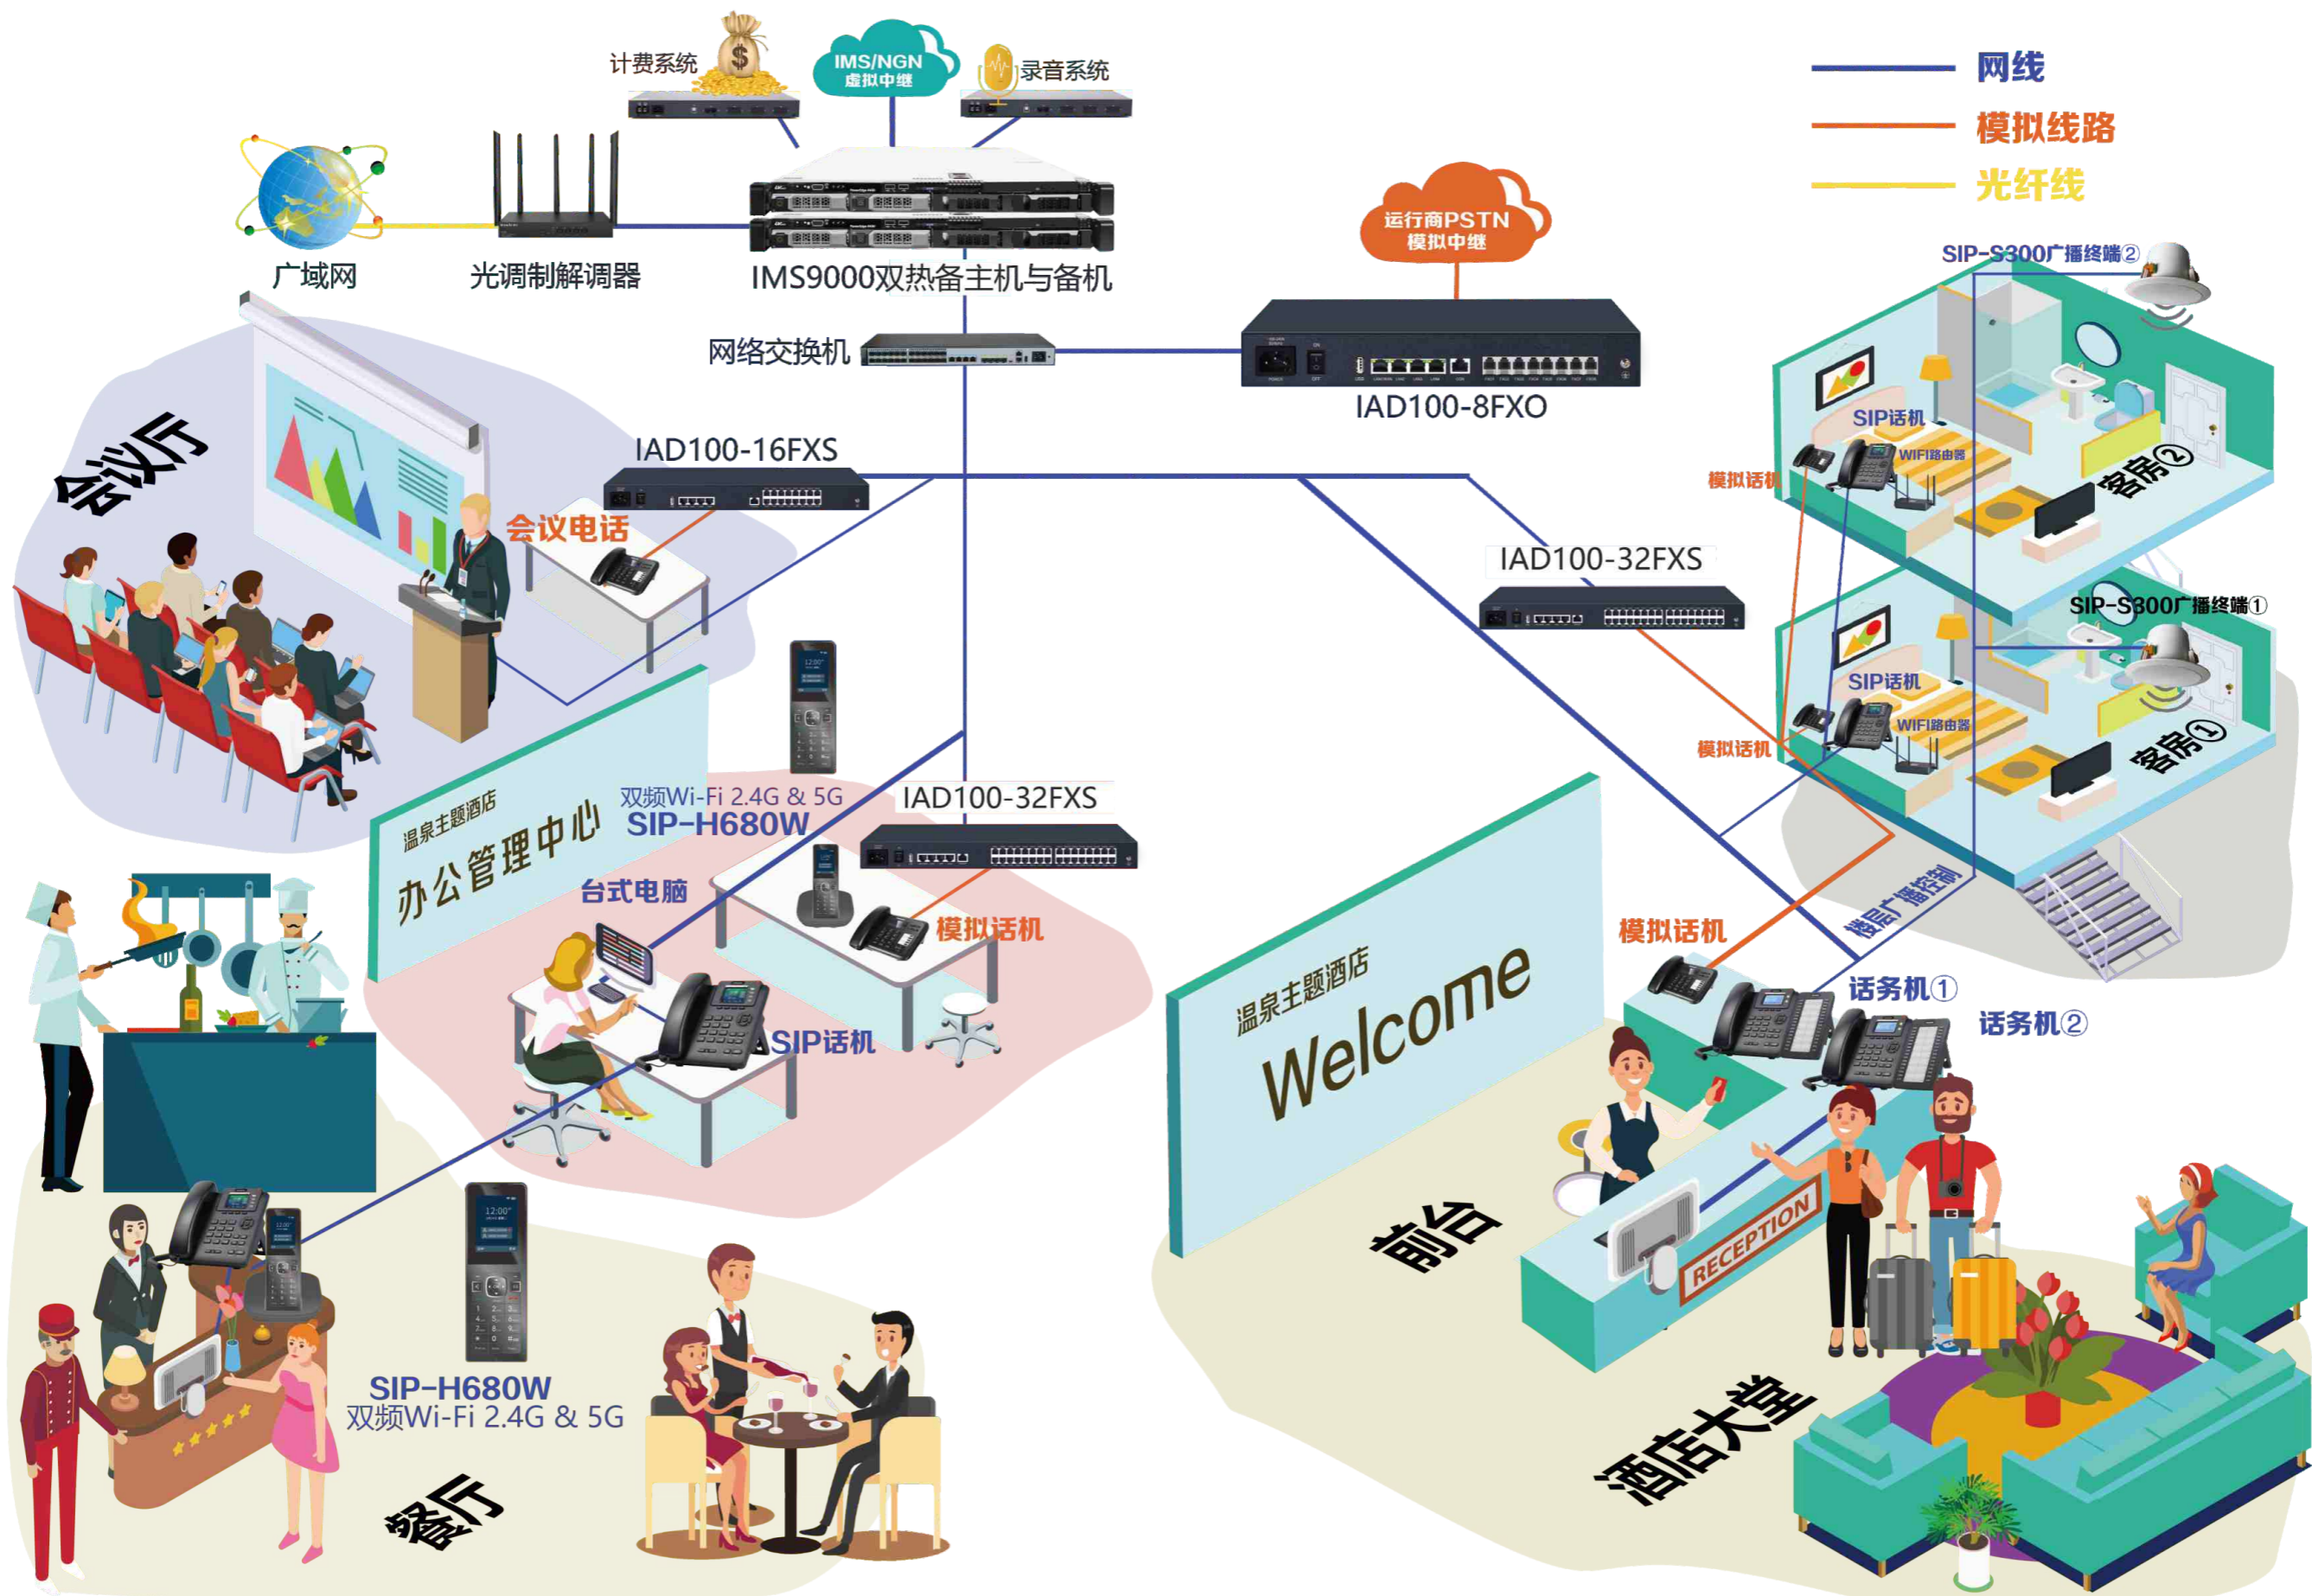 计费系统
IMS/NGN
虚拟中继
录音系统
网线
模拟线路
光纤线
广域网
光调制解调器
IMS9000双热备主机与备机
运行商PSTN
模拟中继
网络交换机
IAD100-8FXO
SIP-S300广播终端②
SIP话机
WIFI路由器
模拟话机
客房②
会议厅
IAD100-16FXS
会议电话
IAD100-32FXS
SIP-S300广播终端①
SIP话机
WIFI路由器
模拟话机
客房①
楼层广播控制
温泉主题酒店
办公管理中心
双频Wi-Fi 2.4G & 5G
SIP-H680W
IAD100-32FXS
台式电脑
模拟话机
SIP话机
温泉主题酒店
Welcome
模拟话机
话务机①
话务机②
前台
RECEPTION
酒店大堂
12:00
SIP-H680W
双频Wi-Fi 2.4G & 5G
餐厅